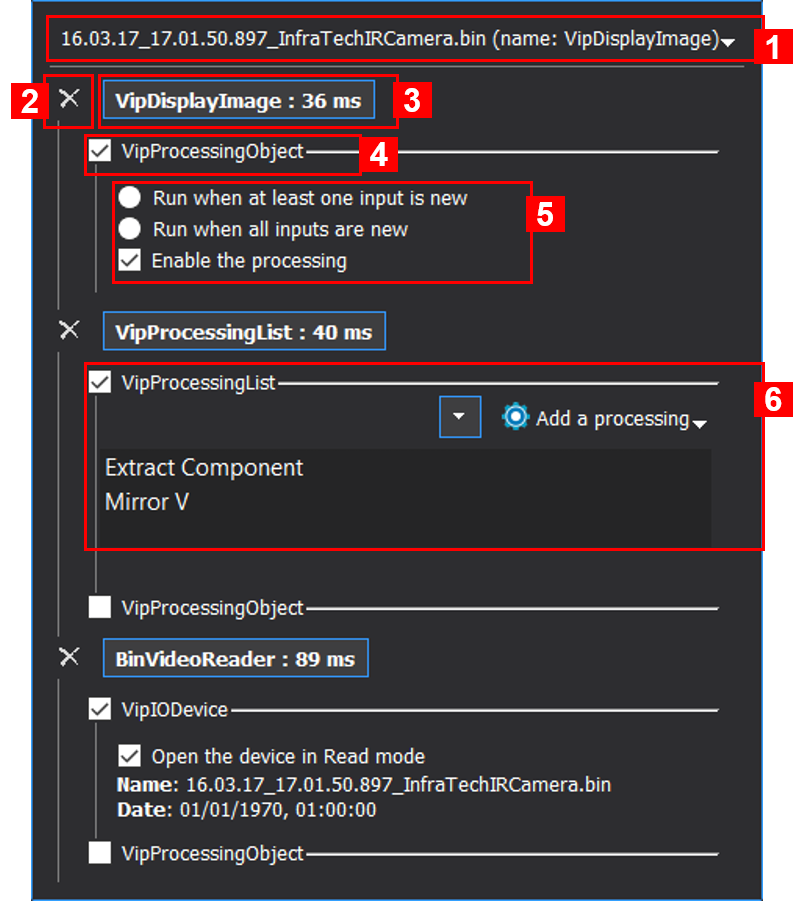 16.03.17_17.01.50.897_InfraTechIRCamera.bin (name: VipDisplayImage)
1
2
VipDisplayImage : 36 ms
3
VipProcessingObject
4
Run when at least one input is new
5
Run when all inputs are new
Enable the processing
VipProcessingList : 40 ms
VipProcessingList
6
Add a processing
Extract Component
Mirror V
VipProcessingObject
BinVideoReader : 89 ms
VipIODevice
Open the device in Read mode
Name: 16.03.17_17.01.50.897_InfraTechIRCamera.bin
Date: 01/01/1970, 01:00:00
VipProcessingObject